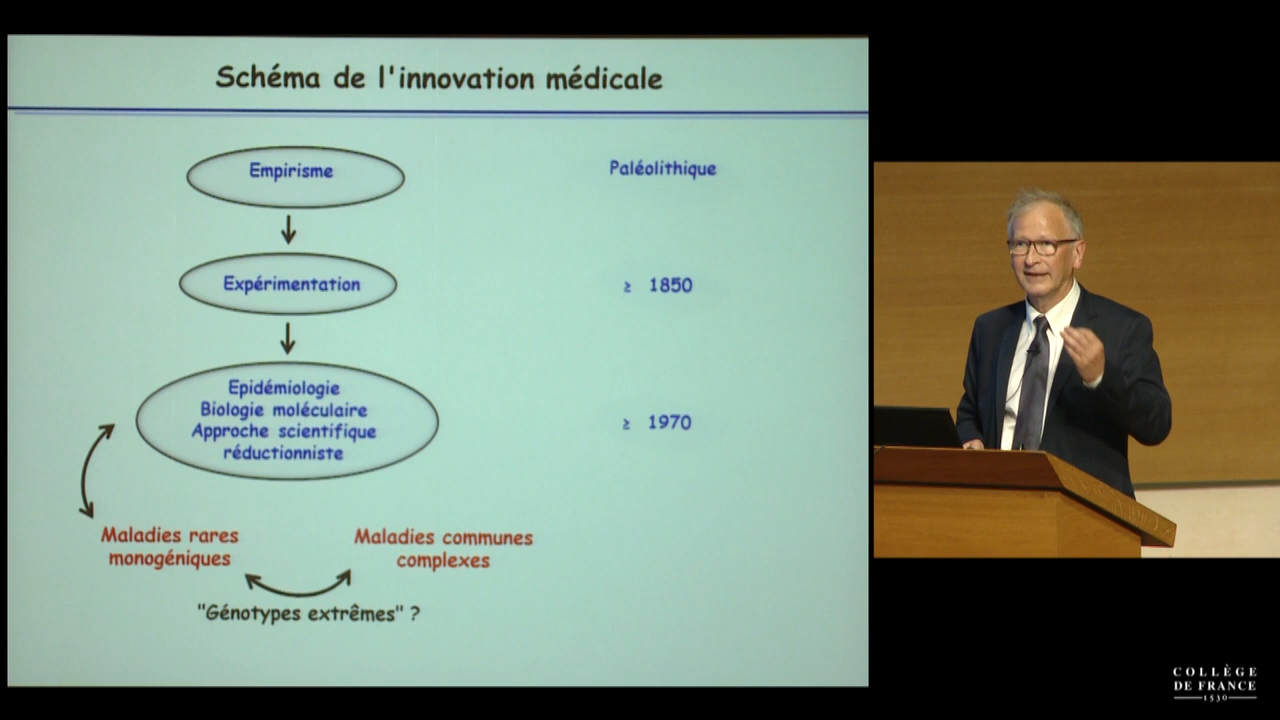 Schéma de l'innovation médicale
Empirisme
Paléolithique
Expérimentation
≥ 1850
Epidémiologie
Biologie moléculaire
Approche scientifique
réductionniste
≥ 1970
Maladies rares
monogéniques
Maladies communes
complexes
"Génotypes extrêmes" ?
COLLÈGE
DE FRANCE
1530